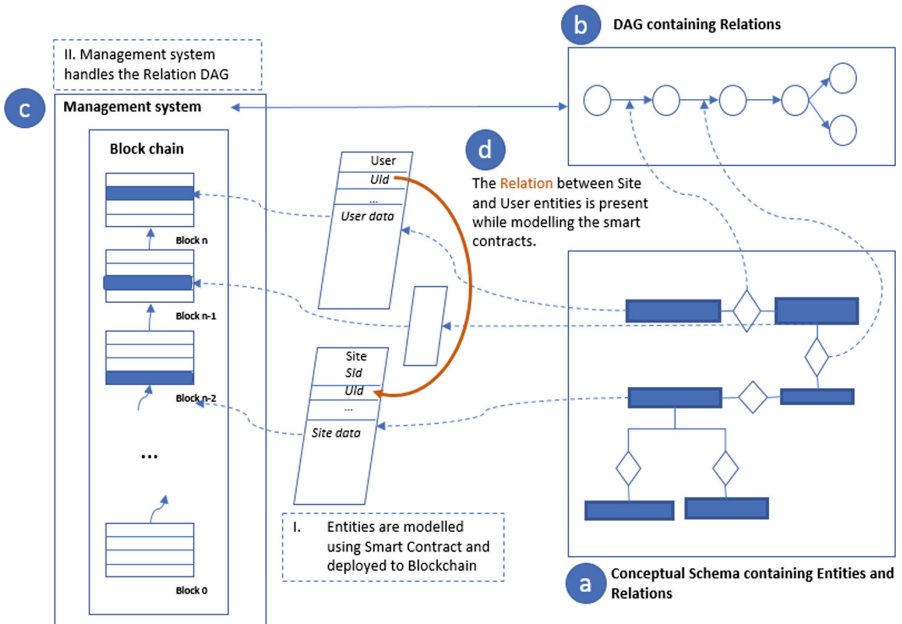 II. Management system
handles the Relation DAG
c
Management system
Block chain
Block n
Block n-1
Block n-2
...
Block 0
User
UId
...
User data
Site
SId
UId
...
Site data
I. Entities are modelled
using Smart Contract and
deployed to Blockchain
b
DAG containing Relations
d
The Relation between Site
and User entities is present
while modelling the smart
contracts.
a
Conceptual Schema containing Entities and
Relations